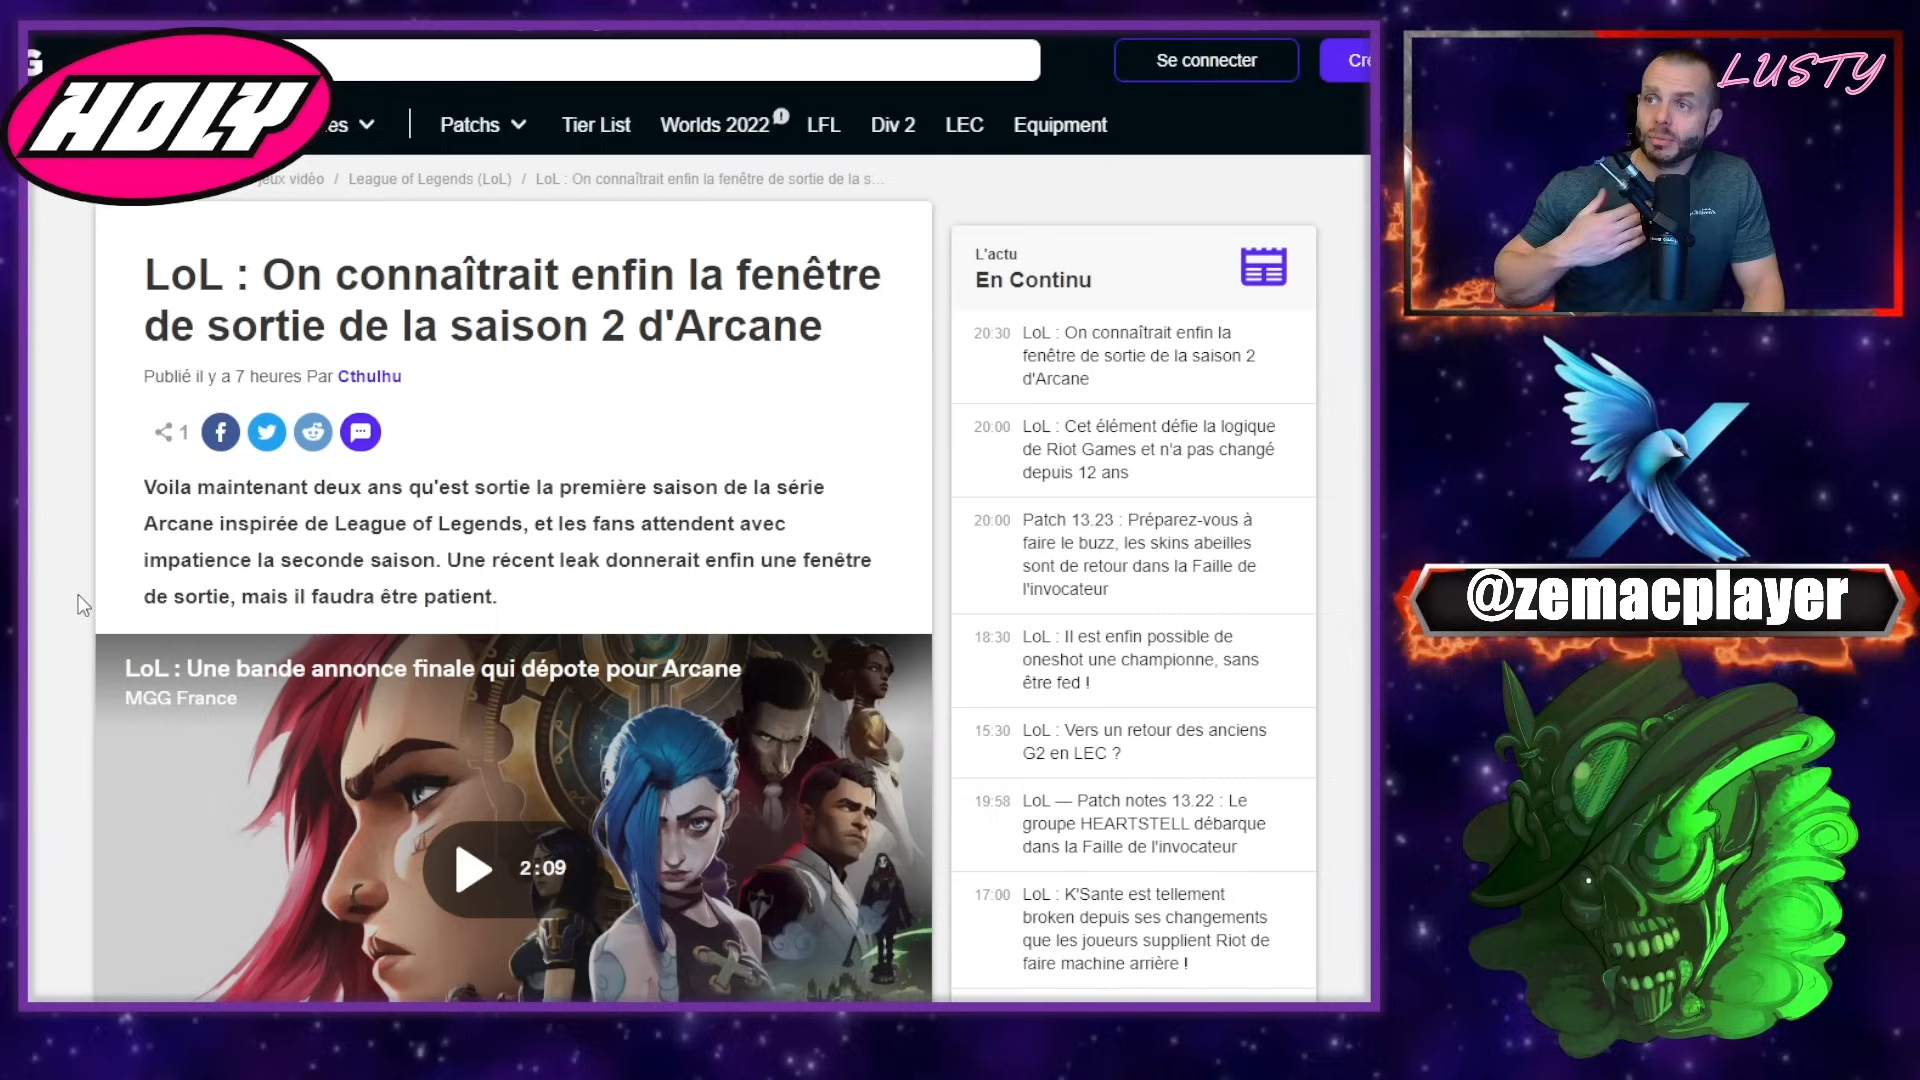 G
HOLY
Se connecter
Cré
es
Patchs
Tier List
Worlds 2022
!
LFL
Div 2
LEC
Equipment
jeux vidéo / League of Legends (LoL) / LoL : On connaîtrait enfin la fenêtre de sortie de la s...
LoL : On connaîtrait enfin la fenêtre
de sortie de la saison 2 d'Arcane
Publié il y a 7 heures Par Cthulhu
1
Voila maintenant deux ans qu'est sortie la première saison de la série
Arcane inspirée de League of Legends, et les fans attendent avec
impatience la seconde saison. Une récent leak donnerait enfin une fenêtre
de sortie, mais il faudra être patient.
LoL : Une bande annonce finale qui dépote pour Arcane
MGG France
2:09
L'actu
En Continu
20:30 LoL : On connaîtrait enfin la
fenêtre de sortie de la saison 2
d'Arcane
20:00 LoL : Cet élément défie la logique
de Riot Games et n'a pas changé
depuis 12 ans
20:00 Patch 13.23 : Préparez-vous à
faire le buzz, les skins abeilles
sont de retour dans la Faille de
l'invocateur
18:30 LoL : Il est enfin possible de
oneshot une championne, sans
être fed !
15:30 LoL : Vers un retour des anciens
G2 en LEC ?
19:58 LoL — Patch notes 13.22 : Le
groupe HEARTSTELL débarque
dans la Faille de l'invocateur
17:00 LoL : K'Sante est tellement
broken depuis ses changements
que les joueurs supplient Riot de
faire machine arrière !
LUSTY
@zemacplayer